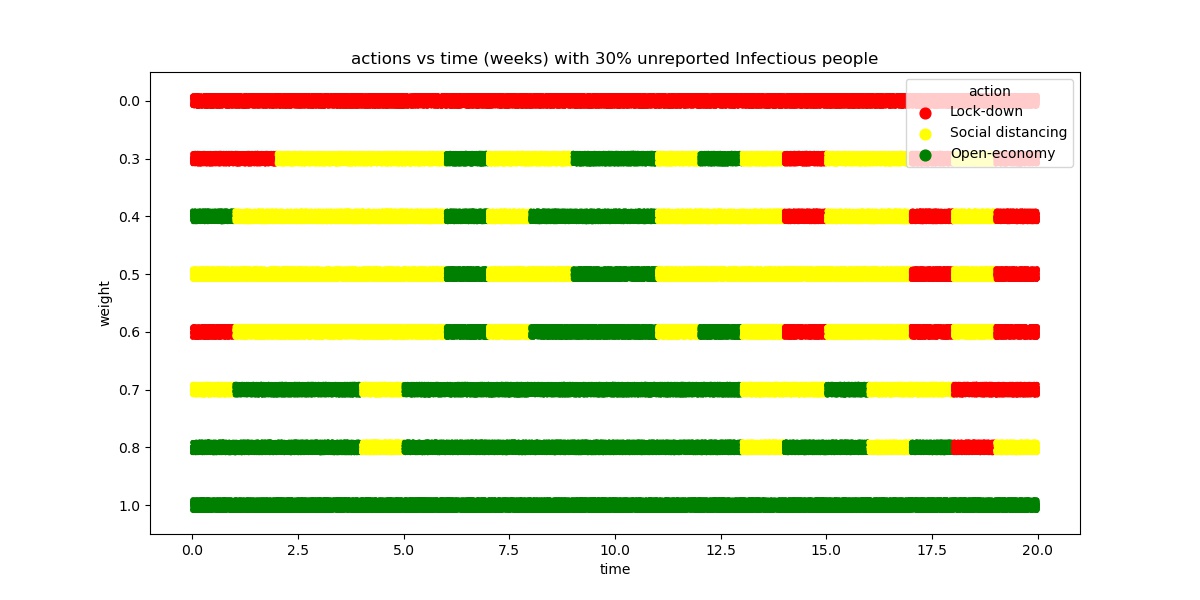 actions vs time (weeks) with 30% unreported Infectious people
action
Lock-down
Social distancing
Open-economy
weight
0.0
0.3
0.4
0.5
0.6
0.7
0.8
1.0
0.0 2.5 5.0 7.5 10.0 12.5 15.0 17.5 20.0
time